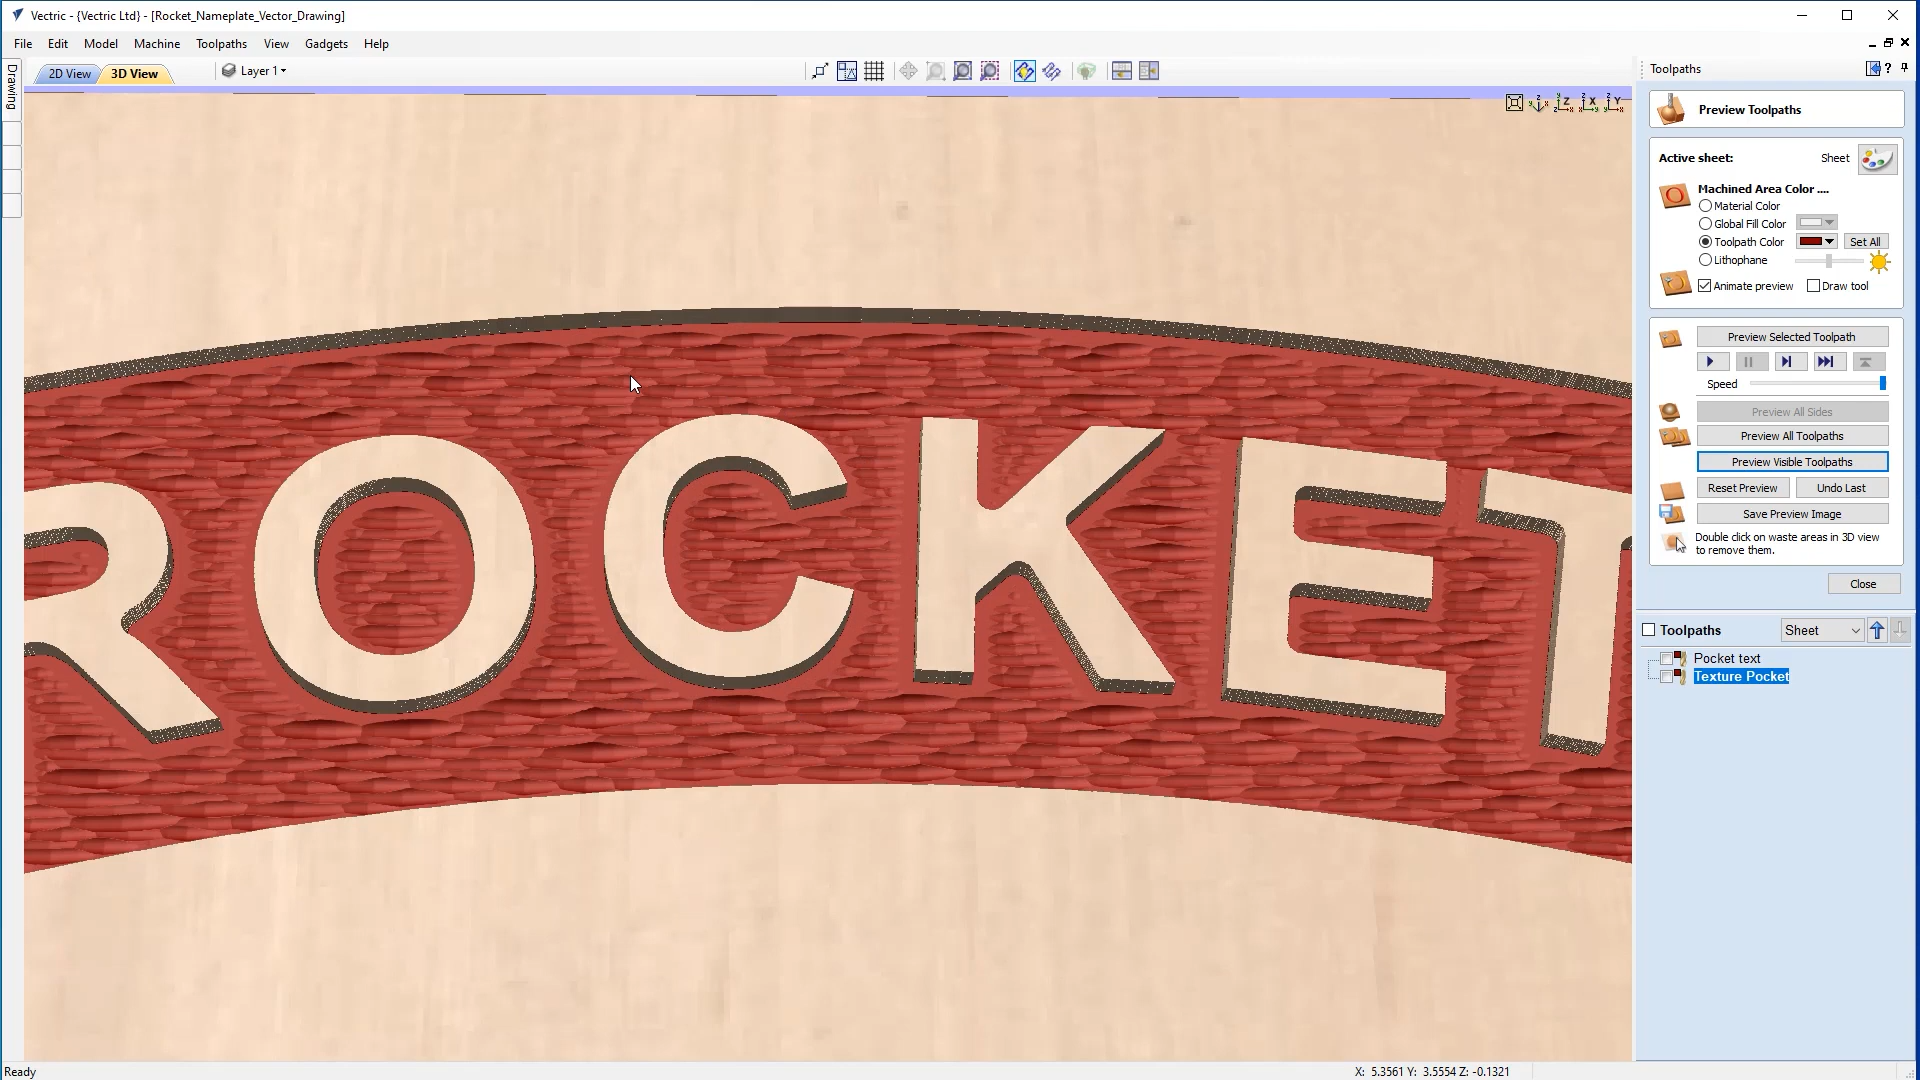 Vectric - {Vectric Ltd} - [Rocket_Nameplate_Vector_Drawing]
File Edit Model Machine Toolpaths View Gadgets Help
Drawing
2D View 3D View Layer 1
Toolpaths
?
Preview Toolpaths
Active sheet: Sheet
Machined Area Color ....
Material Color
Global Fill Color
Toolpath Color Set All
Lithophane
Animate preview Draw tool
Preview Selected Toolpath
Speed
Preview All Sides
Preview All Toolpaths
Preview Visible Toolpaths
Reset Preview Undo Last
Save Preview Image
Double click on waste areas in 3D view
to remove them.
Close
Toolpaths Sheet
Pocket text
Texture Pocket
ROCKET
Ready X: 5.3561 Y: 3.5554 Z: -0.1321